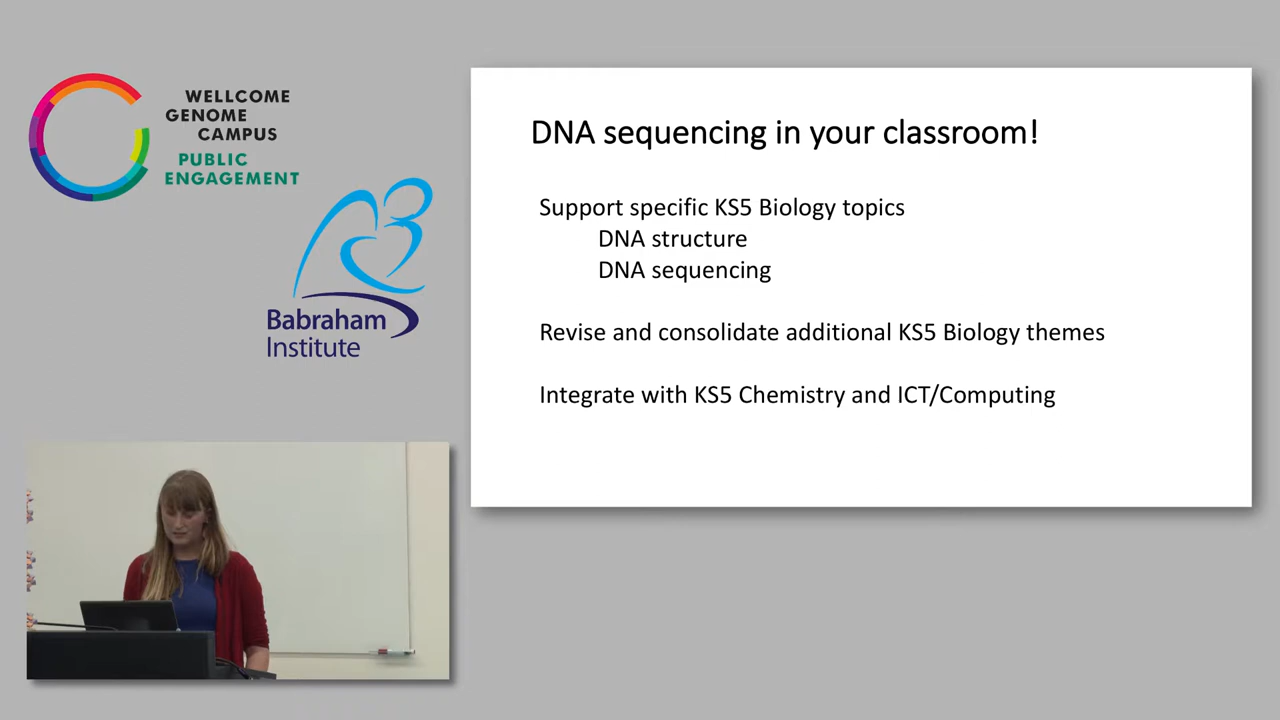 WELLCOME
GENOME
CAMPUS
PUBLIC
ENGAGEMENT
Babraham
Institute
DNA sequencing in your classroom!
Support specific KS5 Biology topics
DNA structure
DNA sequencing
Revise and consolidate additional KS5 Biology themes
Integrate with KS5 Chemistry and ICT/Computing